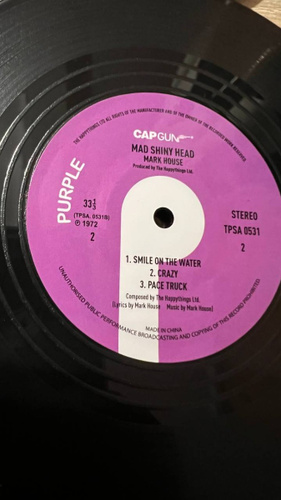 THE HAPPYTHINGS LTD ALL RIGHTS OF THE MANUFACTURER AND OF THE OWNER OF THE RECORDED WORK RESERVED
CAPGUN
MAD SHINY HEAD
MARK HOUSE
Produced by The Happythings Ltd.
PURPLE
33⅓
(TPSA, 0531B)
℗ 1972
2
STEREO
TPSA 0531
2
1. SMILE ON THE WATER
2. CRAZY
3. PACE TRUCK
Composed by The Happythings Ltd.
(Lyrics by Mark House Music by Mark House)
MADE IN CHINA
UNAUTHORISED PUBLIC PERFORMANCE BROADCASTING AND COPYING OF THIS RECORD PROHIBITED